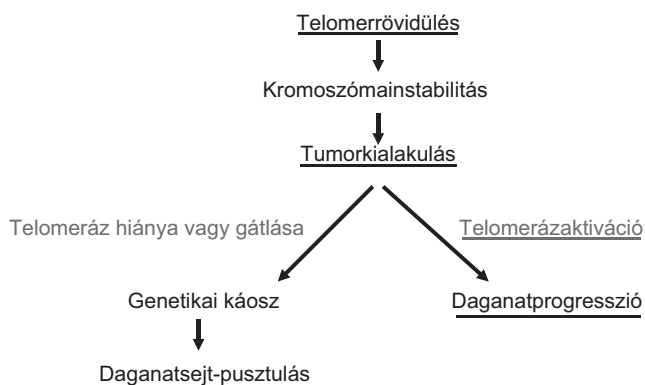 Telomerrövidülés
Kromoszómainstabilitás
Tumorkialakulás
Telomeráz hiánya vagy gátlása
Telomerázaktiváció
Genetikai káosz
Daganatprogresszió
Daganatsejt-pusztulás